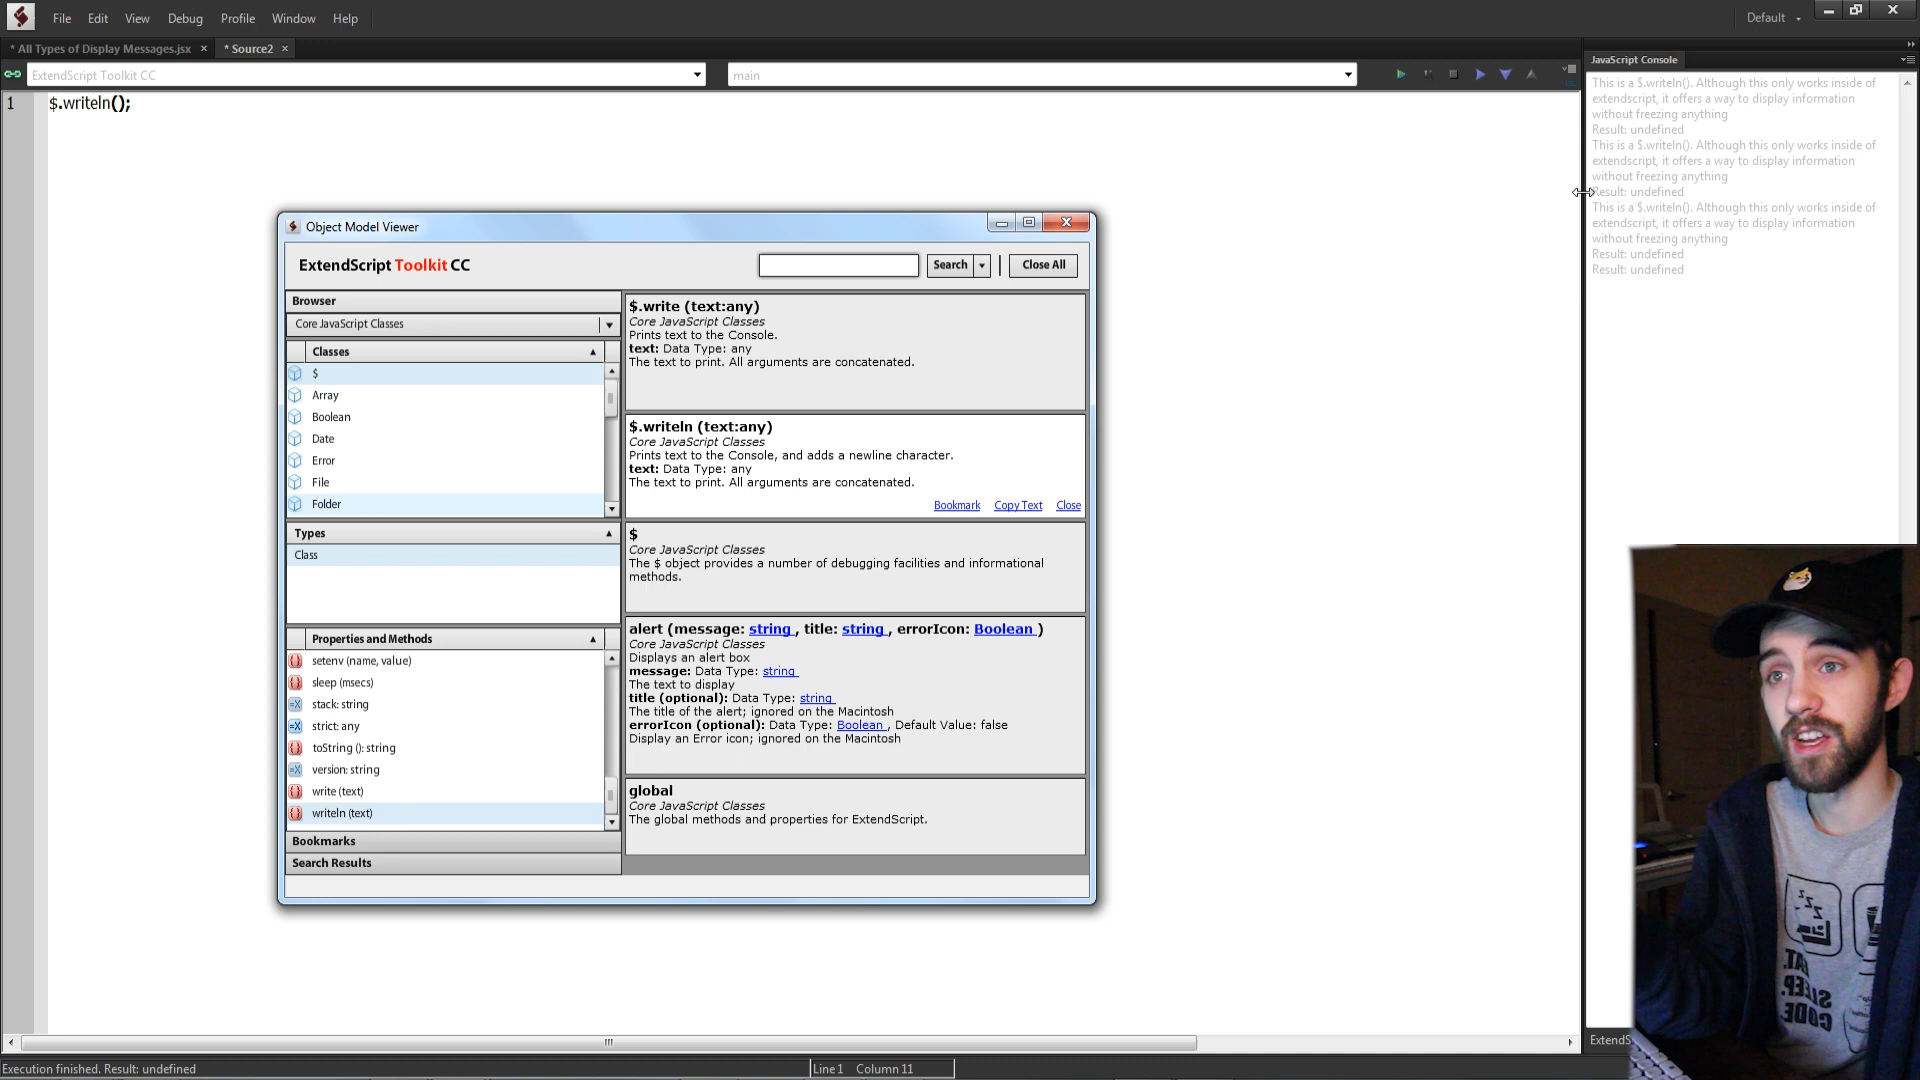 File Edit View Debug Profile Window Help
Default
* All Types of Display Messages.jsx × * Source2 ×
JavaScript Console
ExtendScript Toolkit CC
main
1 $.writeln();
This is a $.writeln(). Although this only works inside of
extendscript, it offers a way to display information
without freezing anything
Result: undefined
This is a $.writeln(). Although this only works inside of
extendscript, it offers a way to display information
without freezing anything
Result: undefined
This is a $.writeln(). Although this only works inside of
extendscript, it offers a way to display information
without freezing anything
Result: undefined
Result: undefined
Object Model Viewer
ExtendScript Toolkit CC
Search
Close All
Browser
Core JavaScript Classes
Classes
$
Array
Boolean
Date
Error
File
Folder
Types
Class
Properties and Methods
setenv (name, value)
sleep (msecs)
stack: string
strict: any
toString (): string
version: string
write (text)
writeln (text)
Bookmarks
Search Results
$.write (text:any)
Core JavaScript Classes
Prints text to the Console.
text: Data Type: any
The text to print. All arguments are concatenated.
$.writeln (text:any)
Core JavaScript Classes
Prints text to the Console, and adds a newline character.
text: Data Type: any
The text to print. All arguments are concatenated.
Bookmark Copy Text Close
$
Core JavaScript Classes
The $ object provides a number of debugging facilities and informational
methods.
alert (message: string , title: string , errorIcon: Boolean )
Core JavaScript Classes
Displays an alert box
message: Data Type: string
The text to display
title (optional): Data Type: string
The title of the alert; ignored on the Macintosh
errorIcon (optional): Data Type: Boolean , Default Value: false
Display an Error icon; ignored on the Macintosh
global
Core JavaScript Classes
The global methods and properties for ExtendScript.
EAT.
SLEEP.
CODE.
ExtendS
Execution finished. Result: undefined
Line 1 Column 11